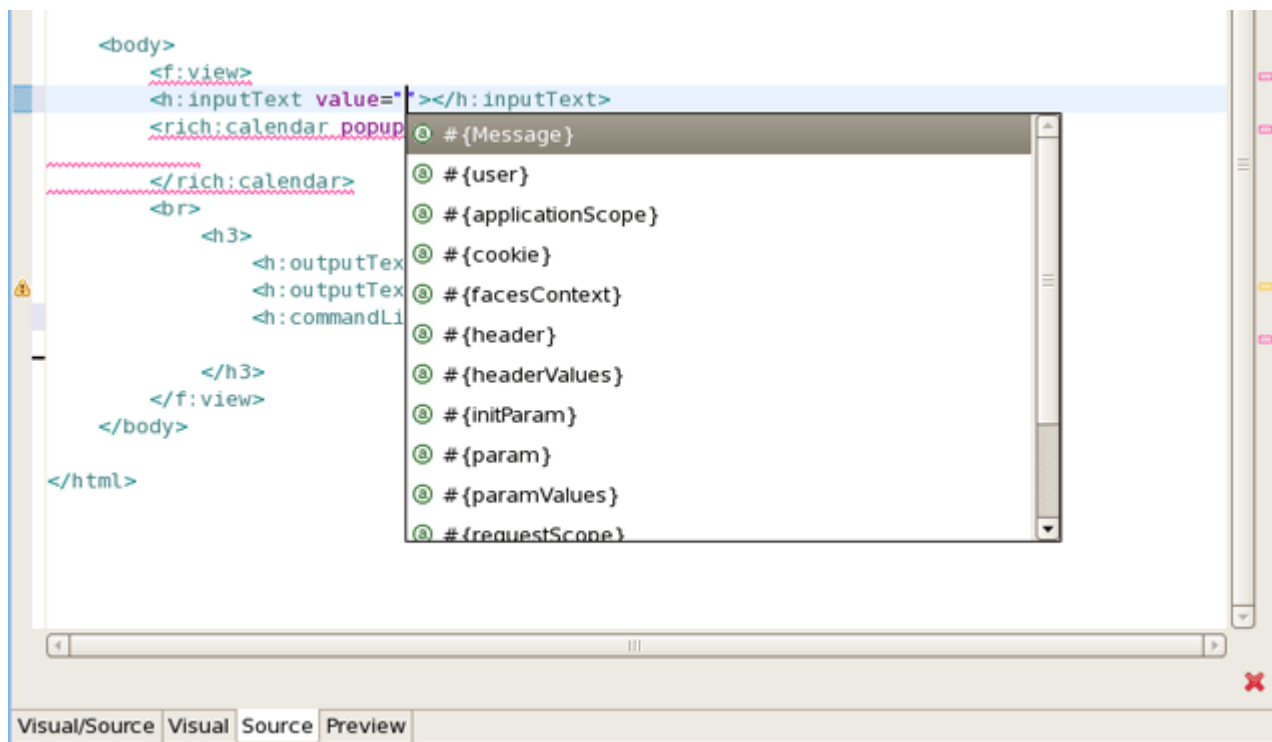 <body>
<f:view>
<h:inputText value=""></h:inputText>
<rich:calendar popup
</rich:calendar>
<br>
<h3>
<h:outputTex
<h:outputTex
<h:commandLi
</h3>
</f:view>
</body>
</html>
#{Message}
#{user}
#{applicationScope}
#{cookie}
#{facesContext}
#{header}
#{headerValues}
#{initParam}
#{param}
#{paramValues}
#{requestScope}
Visual/Source Visual Source Preview